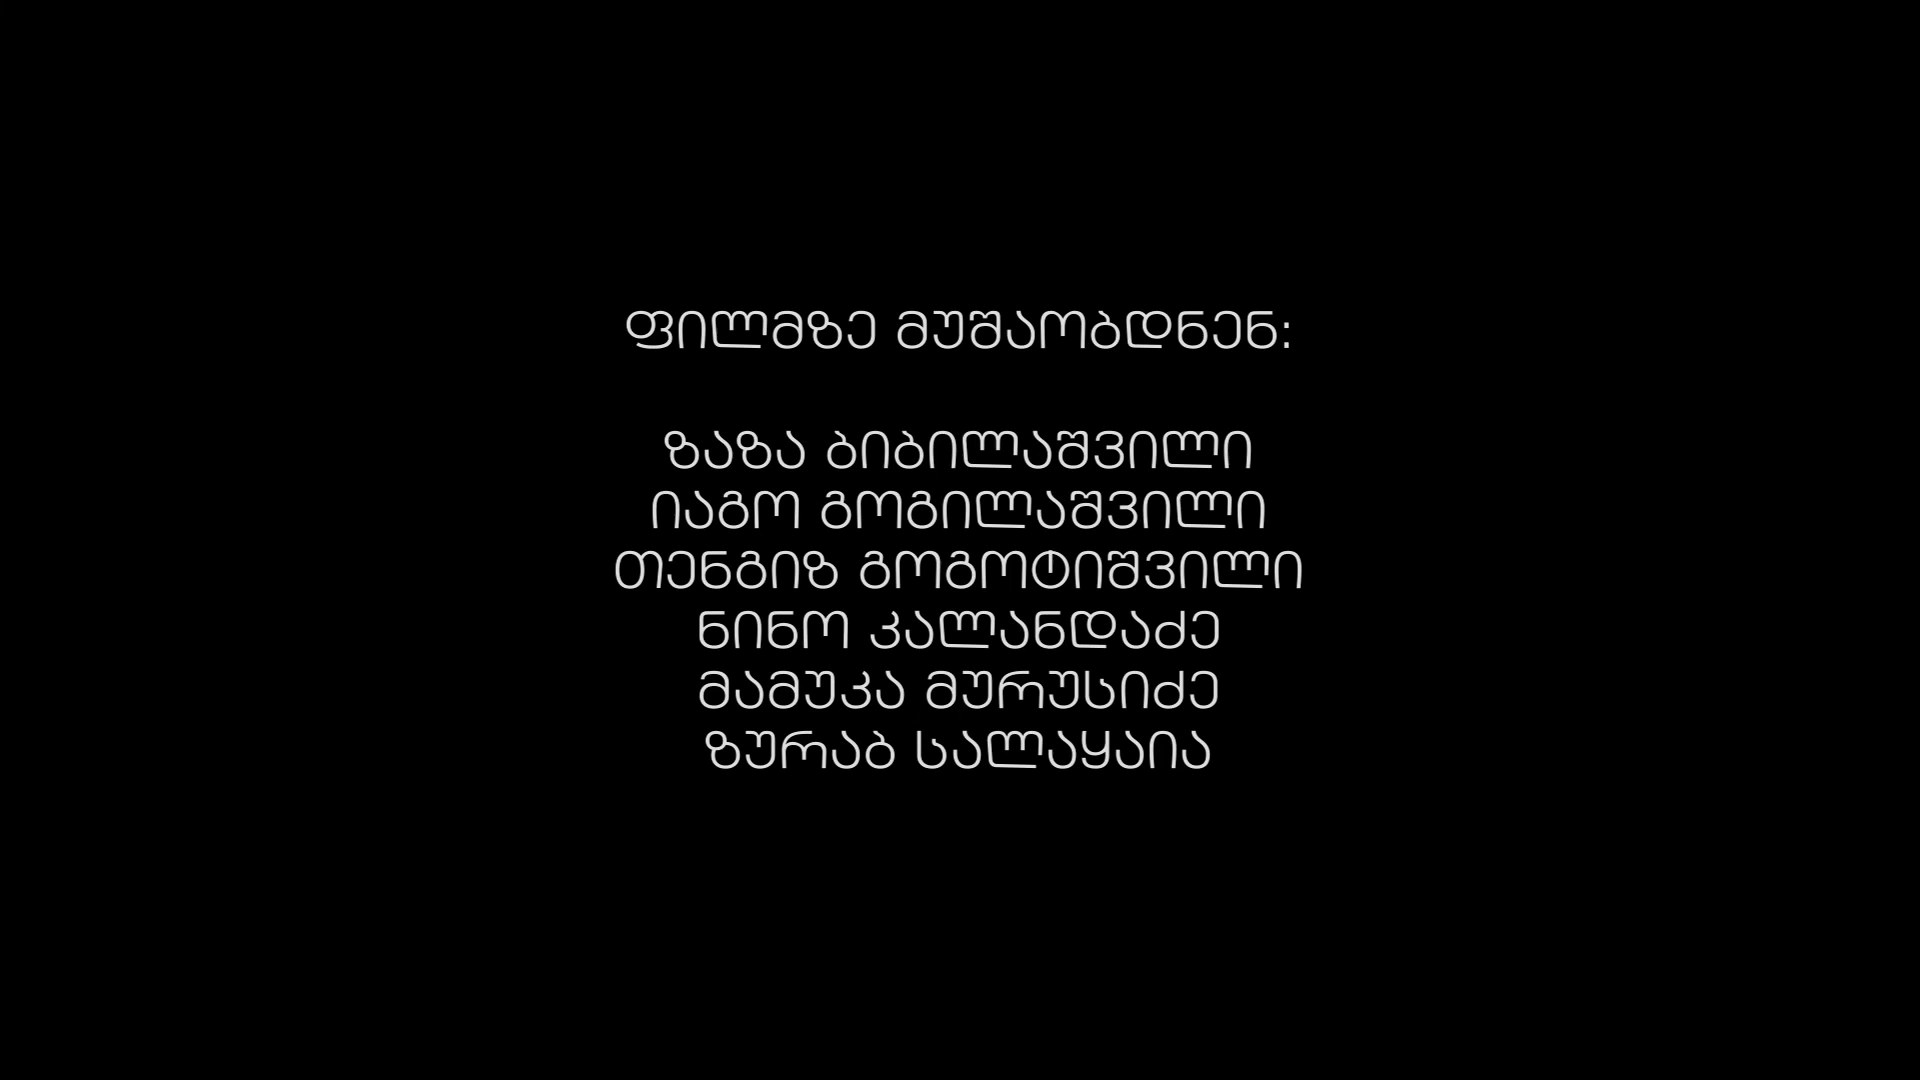 ფილმზე მუშაობდნენ:
ზაზა ბიბილაშვილი
იაგო გოგილაშვილი
თენგიზ გოგოტიშვილი
ნინო კალანდაძე
მამუკა მურუსიძე
ზურაბ სალაყაია